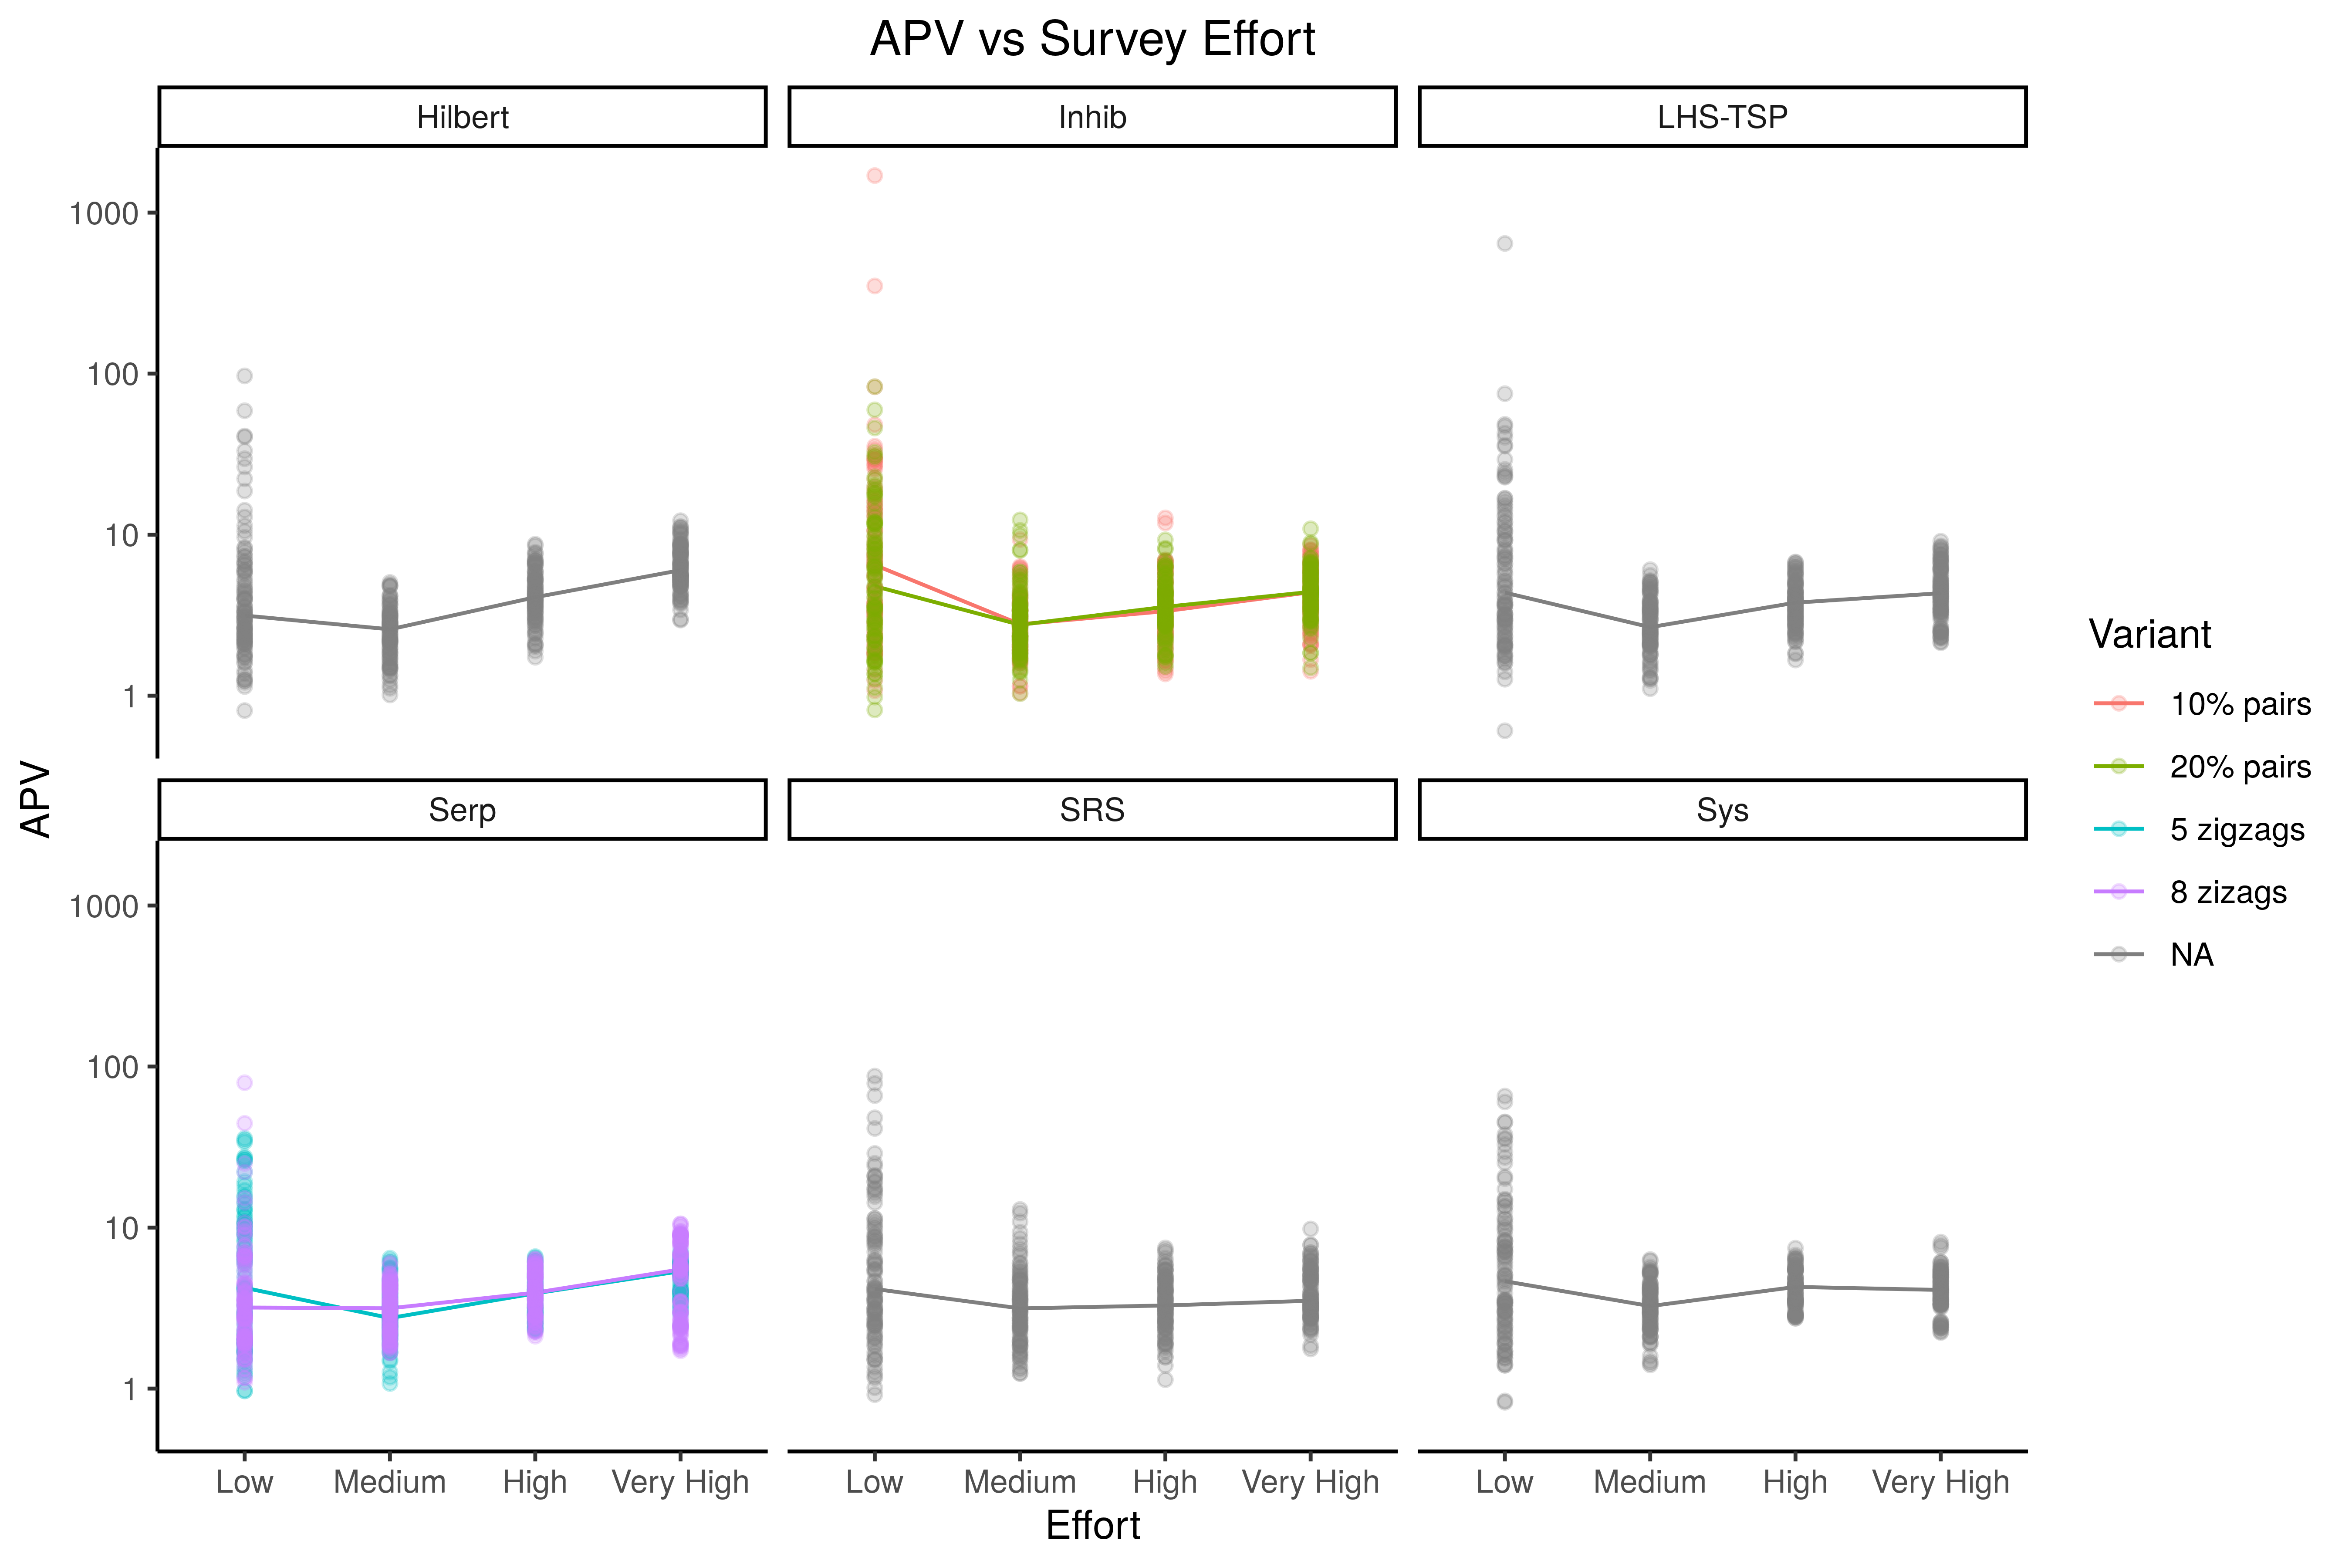 APV vs Survey Effort
Hilbert
Inhib
LHS-TSP
1000
100
10
1
Serp
SRS
Sys
1000
100
10
1
APV
Low
Medium
High
Very High
Low
Medium
High
Very High
Low
Medium
High
Very High
Effort
Variant
10% pairs
20% pairs
5 zigzags
8 zizags
NA